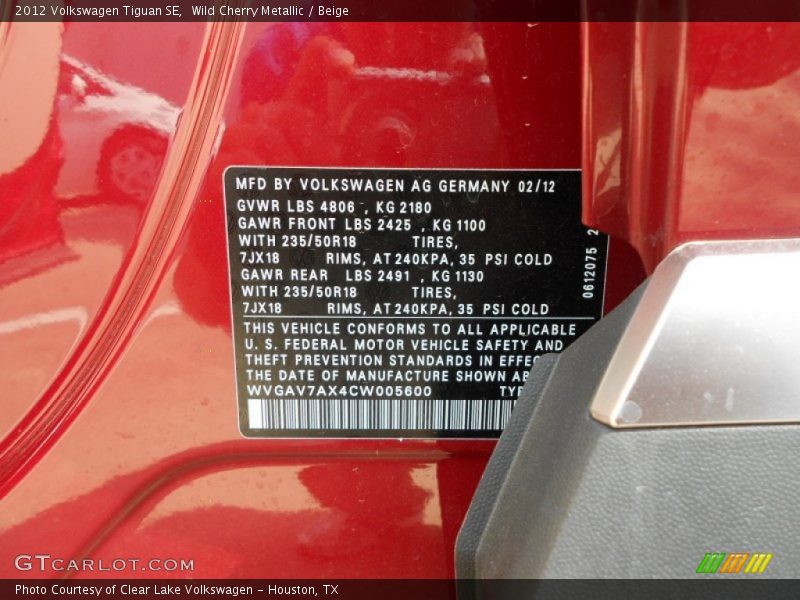 2012 Volkswagen Tiguan SE, Wild Cherry Metallic / Beige
MFD BY VOLKSWAGEN AG GERMANY 02/12
GVWR LBS 4806 , KG 2180
GAWR FRONT LBS 2425 , KG 1100
WITH 235/50R18 TIRES,
7JX18 RIMS, AT 240KPA, 35 PSI COLD
GAWR REAR LBS 2491 , KG 1130
WITH 235/50R18 TIRES,
7JX18 RIMS, AT 240KPA, 35 PSI COLD
THIS VEHICLE CONFORMS TO ALL APPLICABLE
U. S. FEDERAL MOTOR VEHICLE SAFETY AND
THEFT PREVENTION STANDARDS IN EFFEC
THE DATE OF MANUFACTURE SHOWN AB
WVGAV7AX4CW005600 TYP
0612075 2
GTCARLOT.COM
Photo Courtesy of Clear Lake Volkswagen - Houston, TX